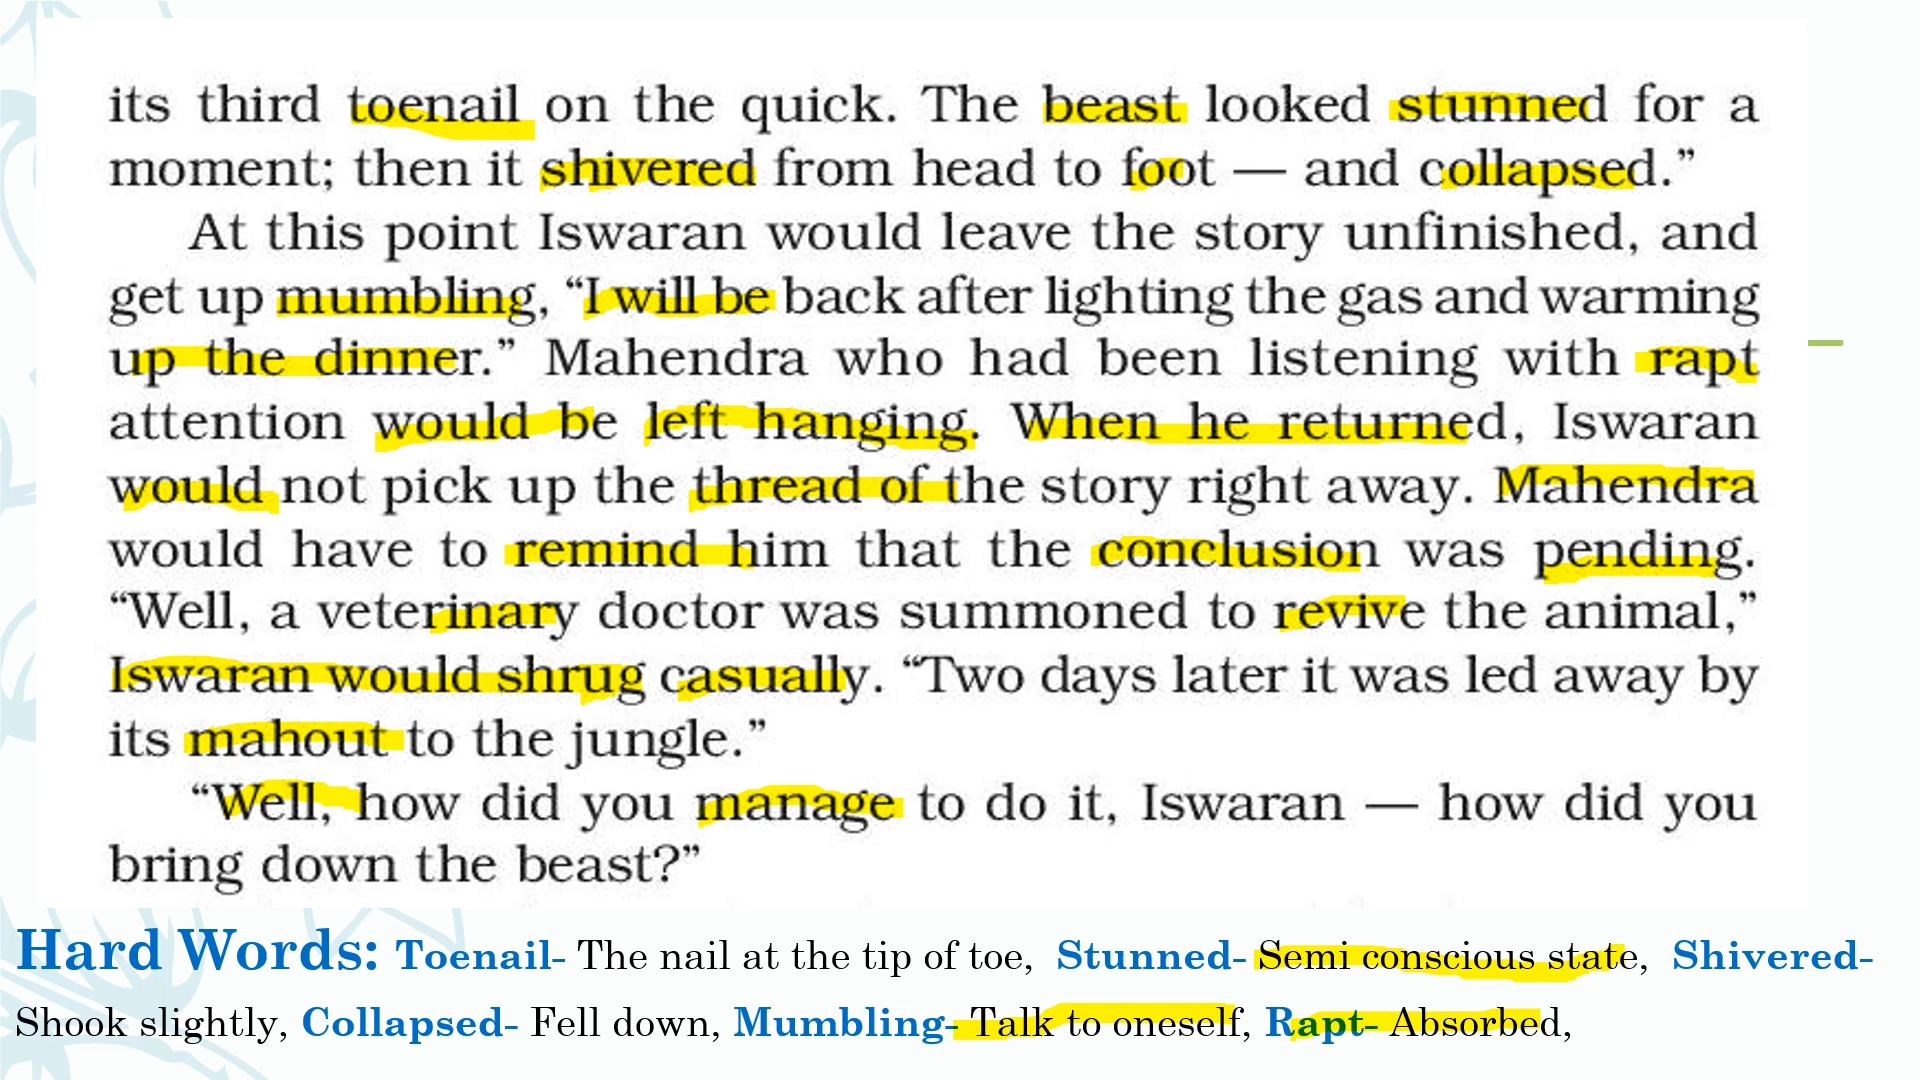 its third toenail on the quick. The beast looked stunned for a
moment; then it shivered from head to foot — and collapsed.”
At this point Iswaran would leave the story unfinished, and
get up mumbling, “I will be back after lighting the gas and warming
up the dinner.” Mahendra who had been listening with rapt
attention would be left hanging. When he returned, Iswaran
would not pick up the thread of the story right away. Mahendra
would have to remind him that the conclusion was pending.
“Well, a veterinary doctor was summoned to revive the animal,”
Iswaran would shrug casually. “Two days later it was led away by
its mahout to the jungle.”
“Well, how did you manage to do it, Iswaran — how did you
bring down the beast?”
Hard Words: Toenail- The nail at the tip of toe, Stunned- Semi conscious state, Shivered-
Shook slightly, Collapsed- Fell down, Mumbling- Talk to oneself, Rapt- Absorbed,